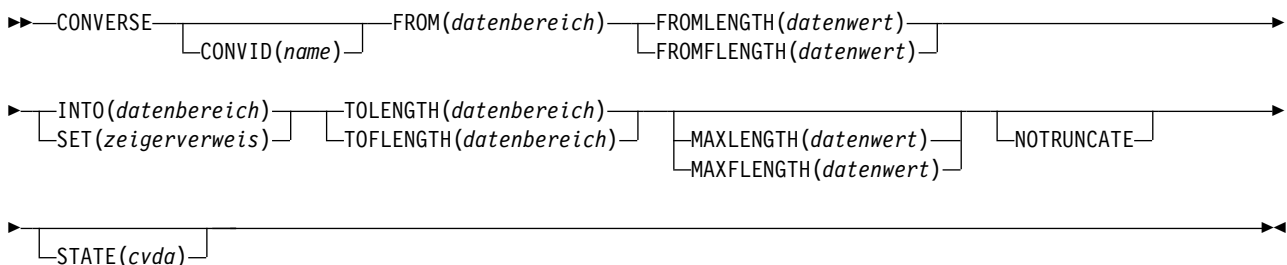 CONVERSE CONVID(name) FROM(datenbereich) FROMLENGTH(datenwert)
FROMFLENGTH(datenwert)
INTO(datenbereich) TOLENGTH(datenbereich)
SET(zeigerverweis) TOFLENGTH(datenbereich) MAXLENGTH(datenwert) NOTRUNCATE
MAXFLENGTH(datenwert)
STATE(cvda)